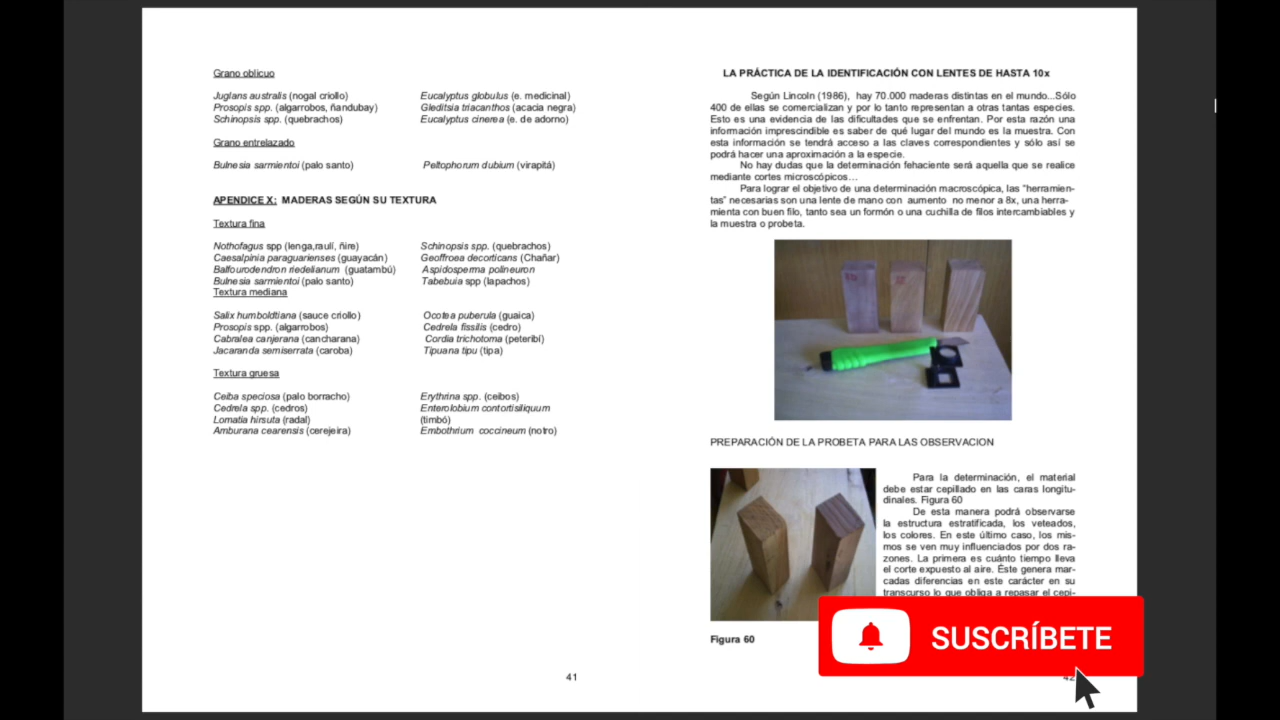 Grano oblicuo
Juglans australis (nogal criollo) Eucalyptus globulus (e. medicinal)
Prosopis spp. (algarrobos, ñandubay) Gleditsia triacanthos (acacia negra)
Schinopsis spp. (quebrachos) Eucalyptus cinerea (e. de adorno)
Grano entrelazado
Bulnesia sarmientoi (palo santo) Peltophorum dubium (virapitá)
APENDICE X: MADERAS SEGÚN SU TEXTURA
Textura fina
Nothofagus spp (lenga,raulí, ñire) Schinopsis spp. (quebrachos)
Caesalpinia paraguarienses (guayacán) Geoffroea decorticans (Chañar)
Balfourodendron riedelianum (guatambú) Aspidosperma polineuron
Bulnesia sarmientoi (palo santo) Tabebuia spp (lapachos)
Textura mediana
Salix humboldtiana (sauce criollo) Ocotea puberula (guaica)
Prosopis spp. (algarrobos) Cedrela fissilis (cedro)
Cabralea canjerana (cancharana) Cordia trichotoma (peteribí)
Jacaranda semiserrata (caroba) Tipuana tipu (tipa)
Textura gruesa
Ceiba speciosa (palo borracho) Erythrina spp. (ceibos)
Cedrela spp. (cedros) Enterolobium contortisiliquum
Lomatia hirsuta (radal) (timbó)
Amburana cearensis (cerejeira) Embothrium coccineum (notro)
41
LA PRÁCTICA DE LA IDENTIFICACIÓN CON LENTES DE HASTA 10x
Según Lincoln (1986), hay 70.000 maderas distintas en el mundo...Sólo
400 de ellas se comercializan y por lo tanto representan a otras tantas especies.
Esto es una evidencia de las dificultades que se enfrentan. Por esta razón una
información imprescindible es saber de qué lugar del mundo es la muestra. Con
esta información se tendrá acceso a las claves correspondientes y sólo así se
podrá hacer una aproximación a la especie.
No hay dudas que la determinación fehaciente será aquella que se realice
mediante cortes microscópicos…
Para lograr el objetivo de una determinación macroscópica, las "herramien-
tas" necesarias son una lente de mano con aumento no menor a 8x, una herra-
mienta con buen filo, tanto sea un formón o una cuchilla de filos intercambiables y
la muestra o probeta.
PREPARACIÓN DE LA PROBETA PARA LAS OBSERVACION
Para la determinación, el material
debe estar cepillado en las caras longitu-
dinales. Figura 60
De esta manera podrá observarse
la estructura estratificada, los veteados,
los colores. En este último caso, los mis-
mos se ven muy influenciados por dos ra-
zones. La primera es cuánto tiempo lleva
el corte expuesto al aire. Éste genera mar-
cadas diferencias en este carácter en su
transcurso lo que obliga a repasar el cepi-
Figura 60
SUSCRÍBETE
42